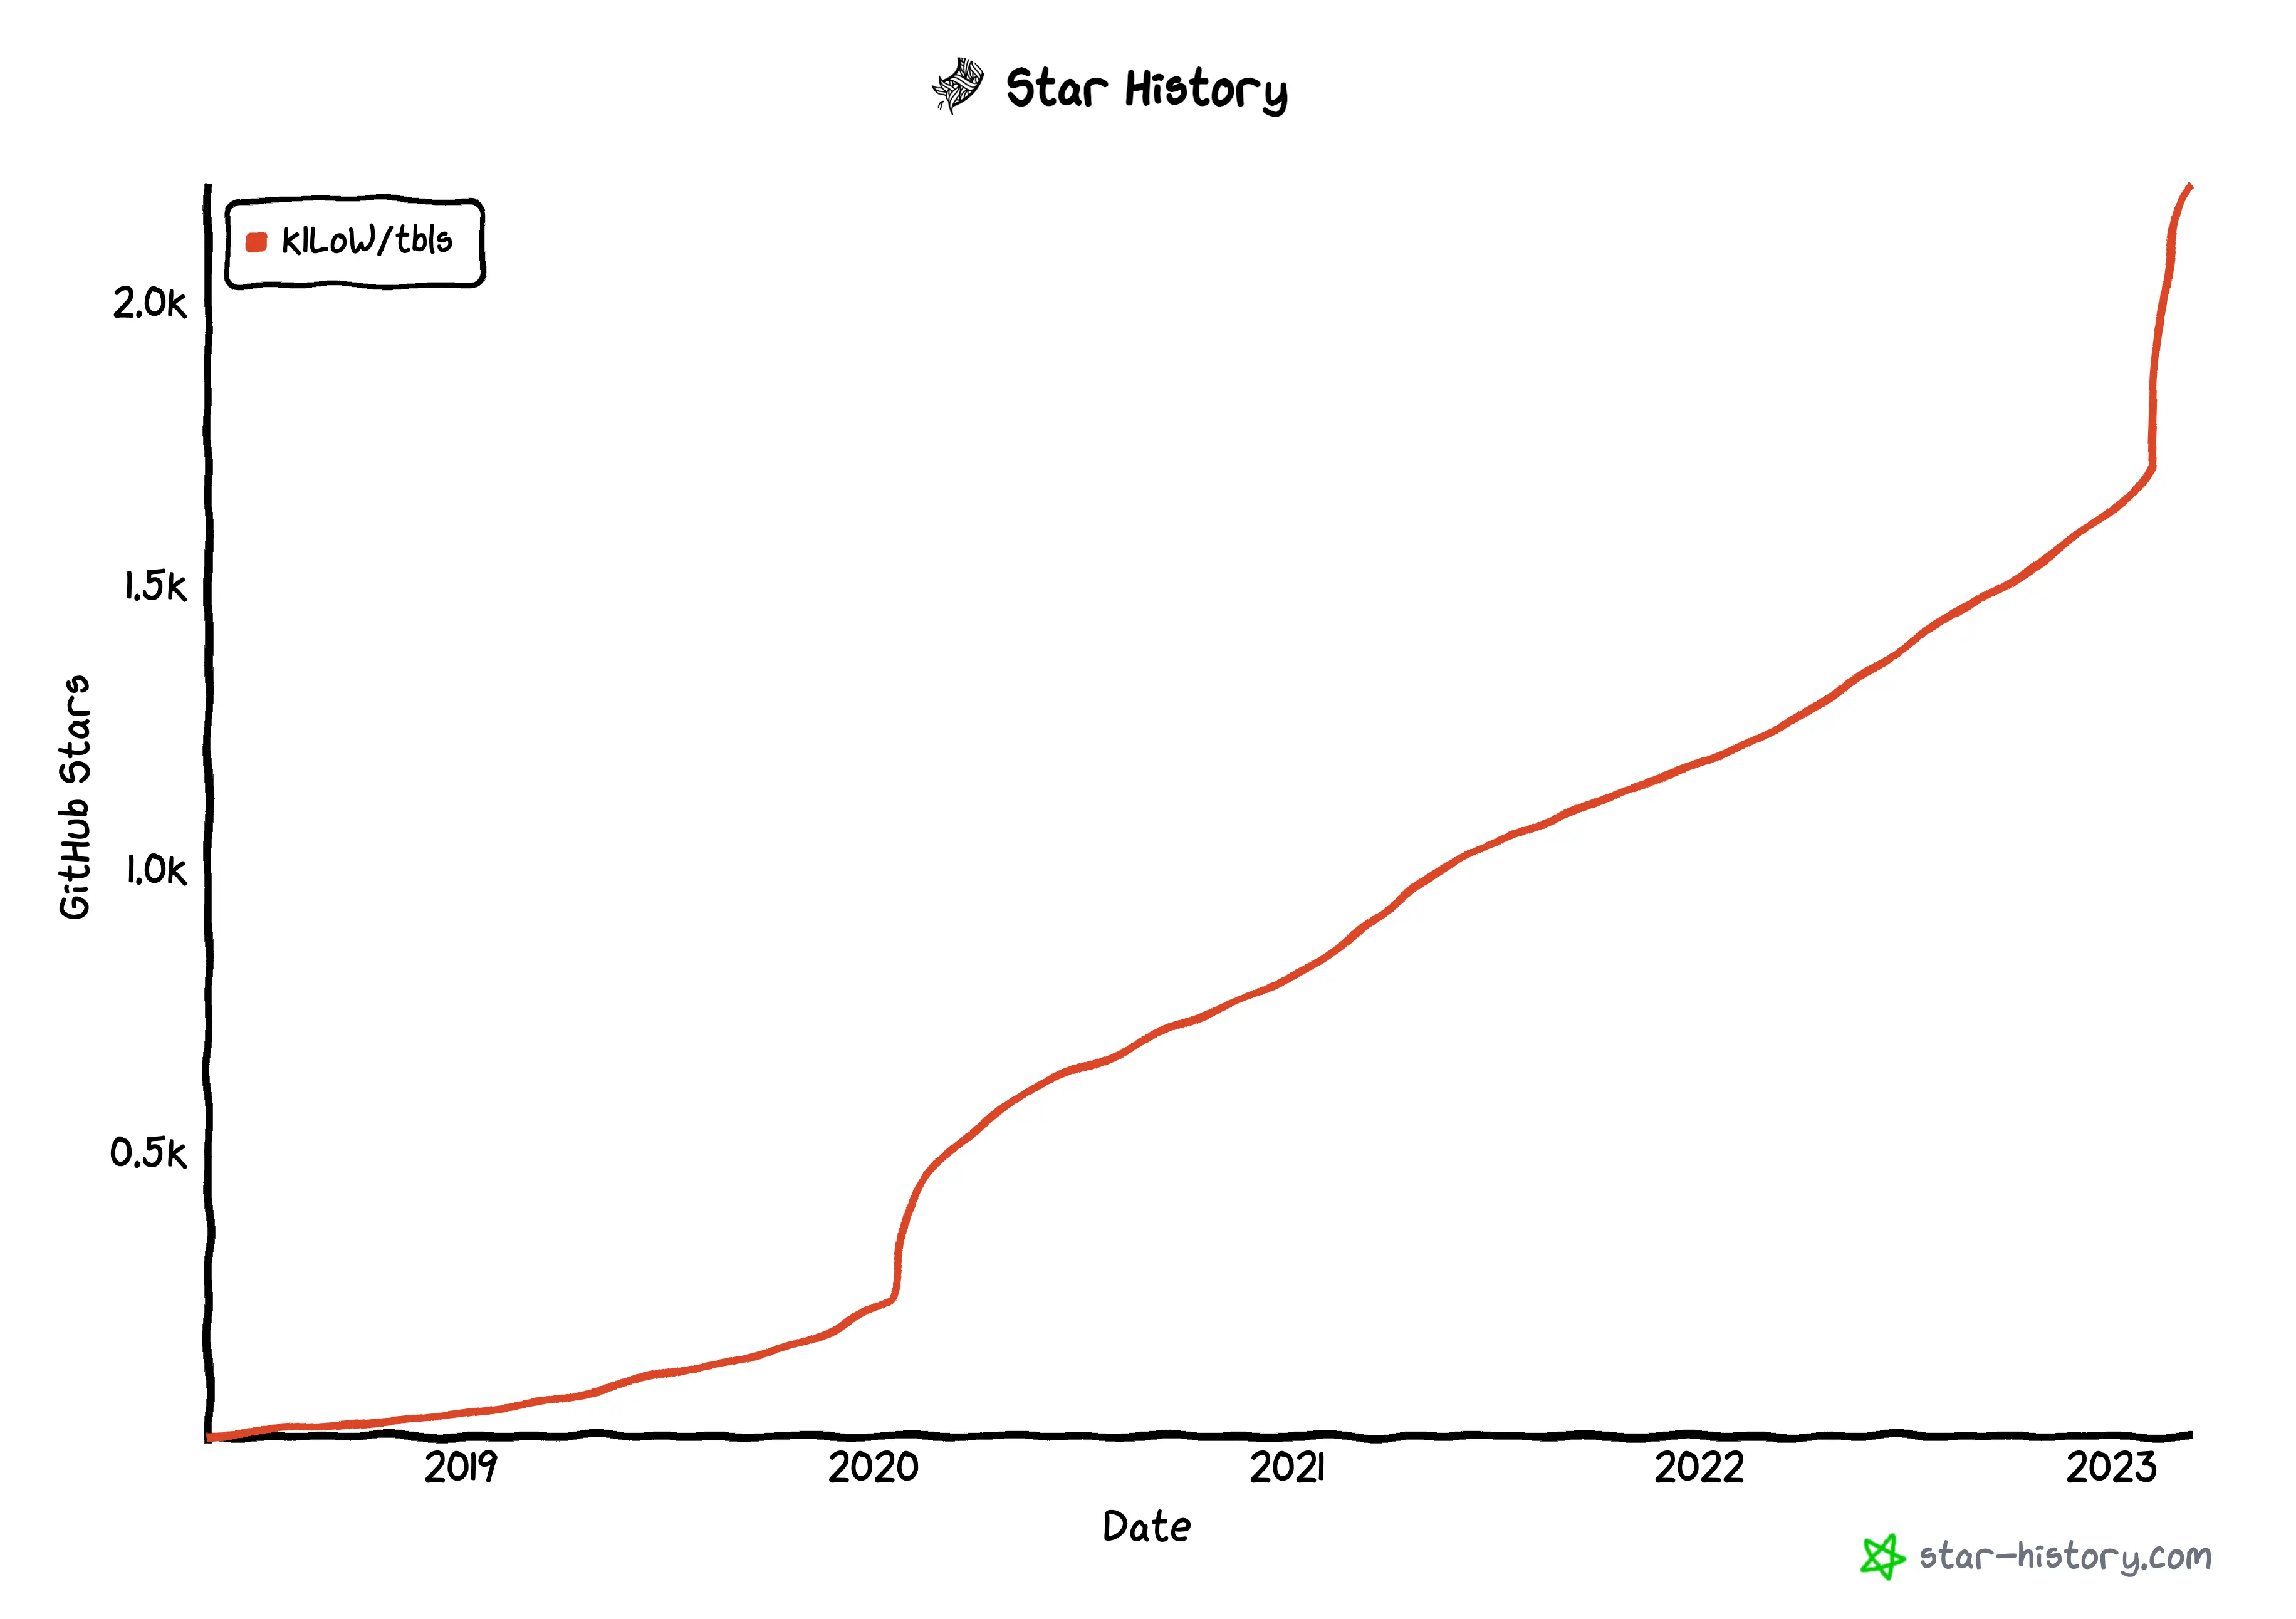 Star History
k1LoW/tbls
2.0k
1.5k
1.0k
0.5k
GitHub Stars
2019
2020
2021
2022
2023
Date
star-history.com